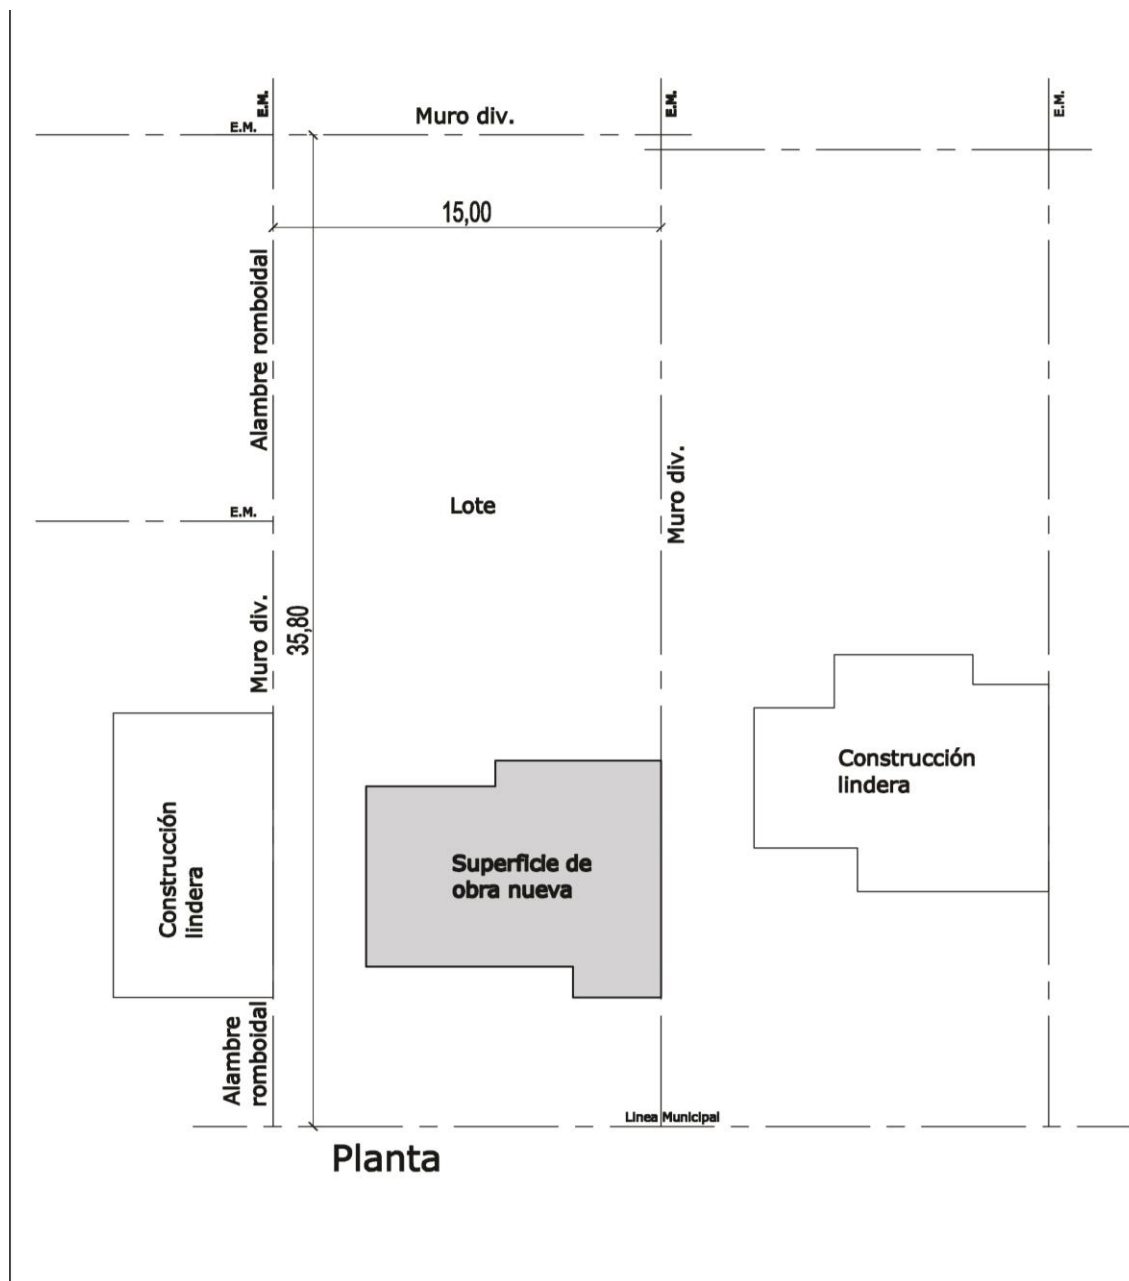 E.M.
E.M.
E.M.
E.M.
Muro div.
15,00
Alambre romboidal
Lote
Muro div.
E.M.
35,80
Muro div.
Construcción
lindera
Construcción
lindera
Superficie de
obra nueva
Alambre
romboidal
Linea Municipal
Planta